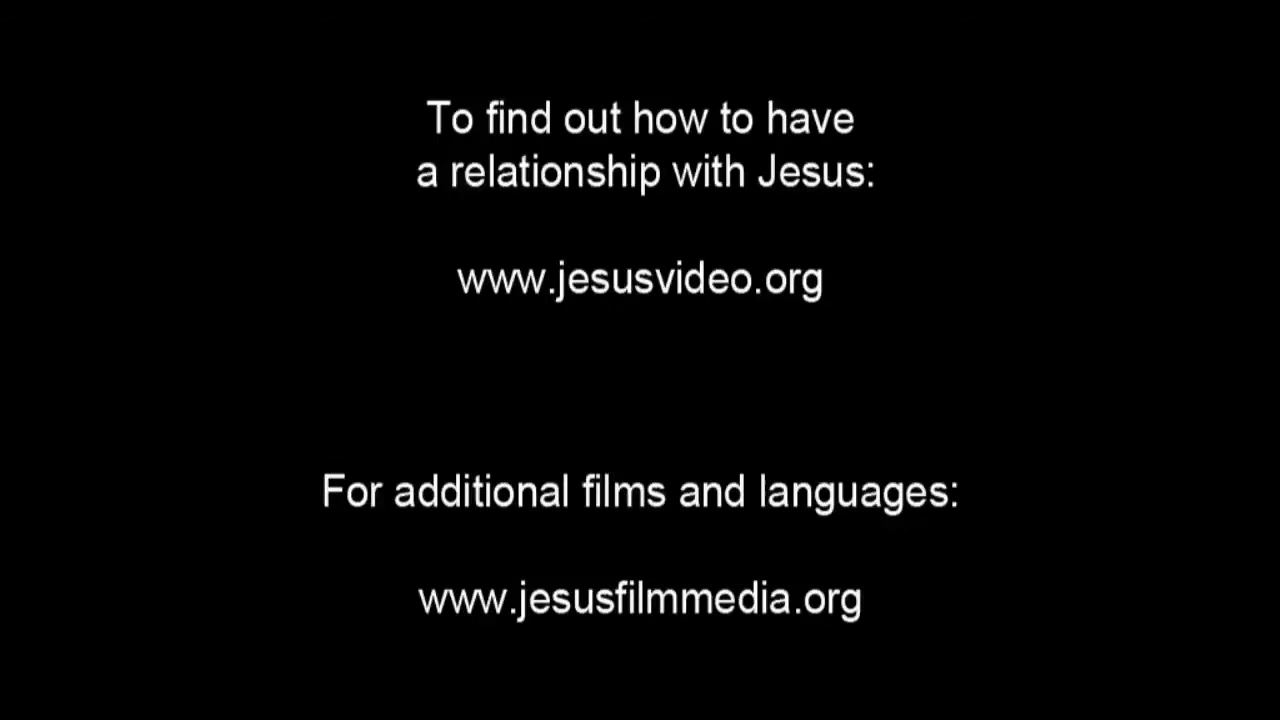 To find out how to have
a relationship with Jesus:
www.jesusvideo.org
For additional films and languages:
www.jesusfilmmedia.org